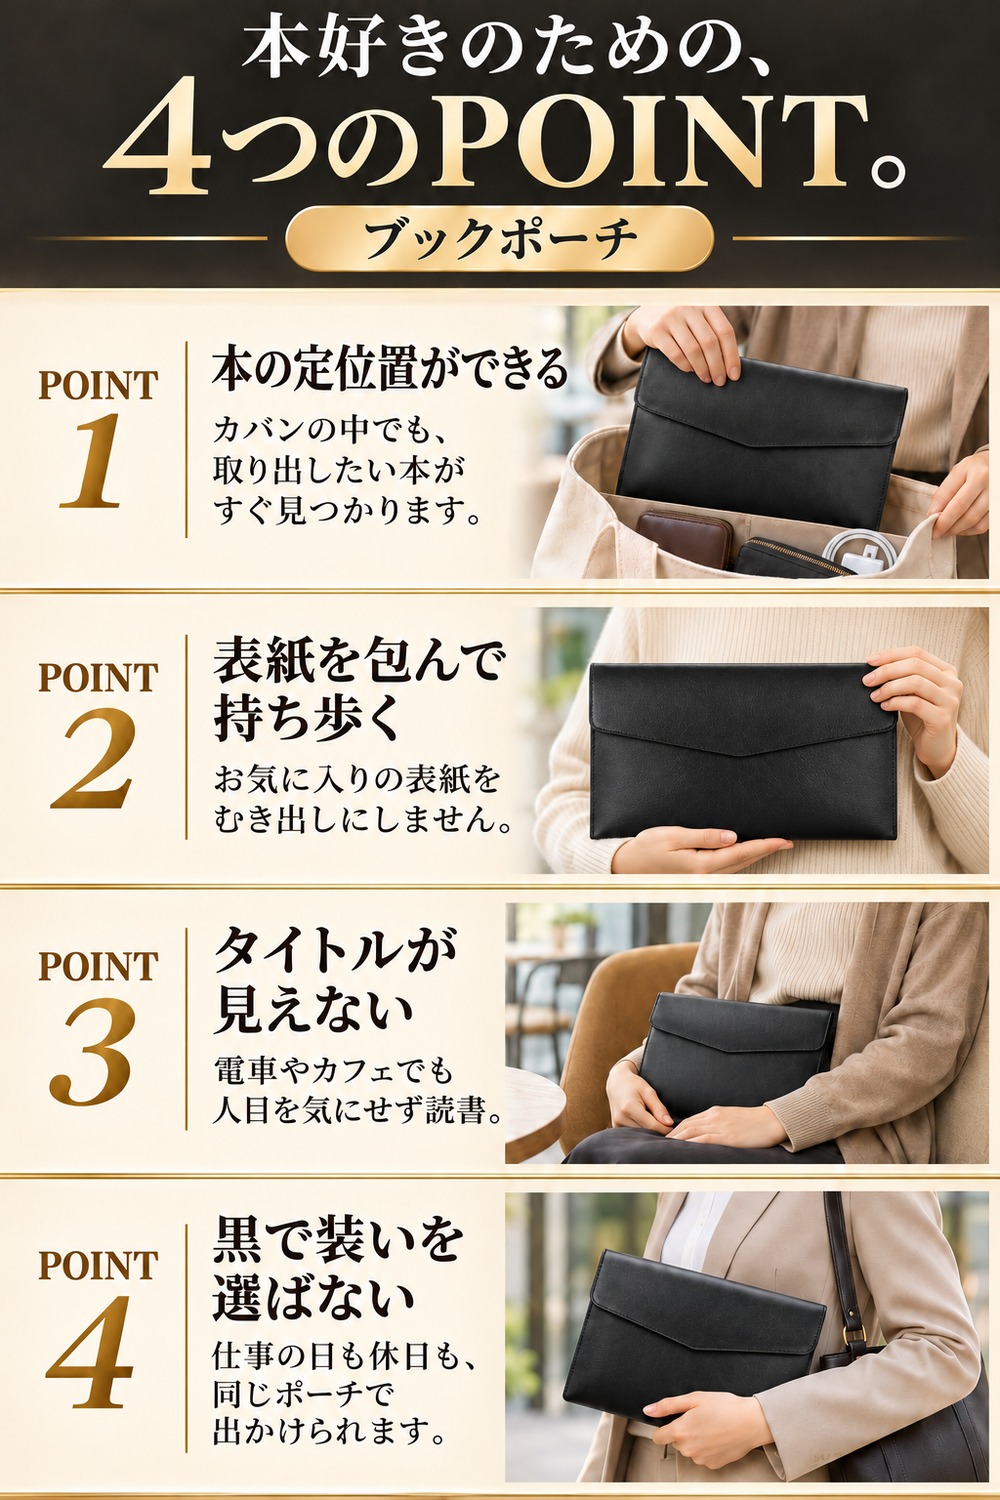 本好きのための、
4つのPOINT。
ブックポーチ
POINT
1
本の定位置ができる
カバンの中でも、
取り出したい本が
すぐ見つかります。
POINT
2
表紙を包んで
持ち歩く
お気に入りの表紙を
むき出しにしません。
POINT
3
タイトルが
見えない
電車やカフェでも
人目を気にせず読書。
POINT
4
黒で装いを
選ばない
仕事の日も休日も、
同じポーチで
出かけられます。